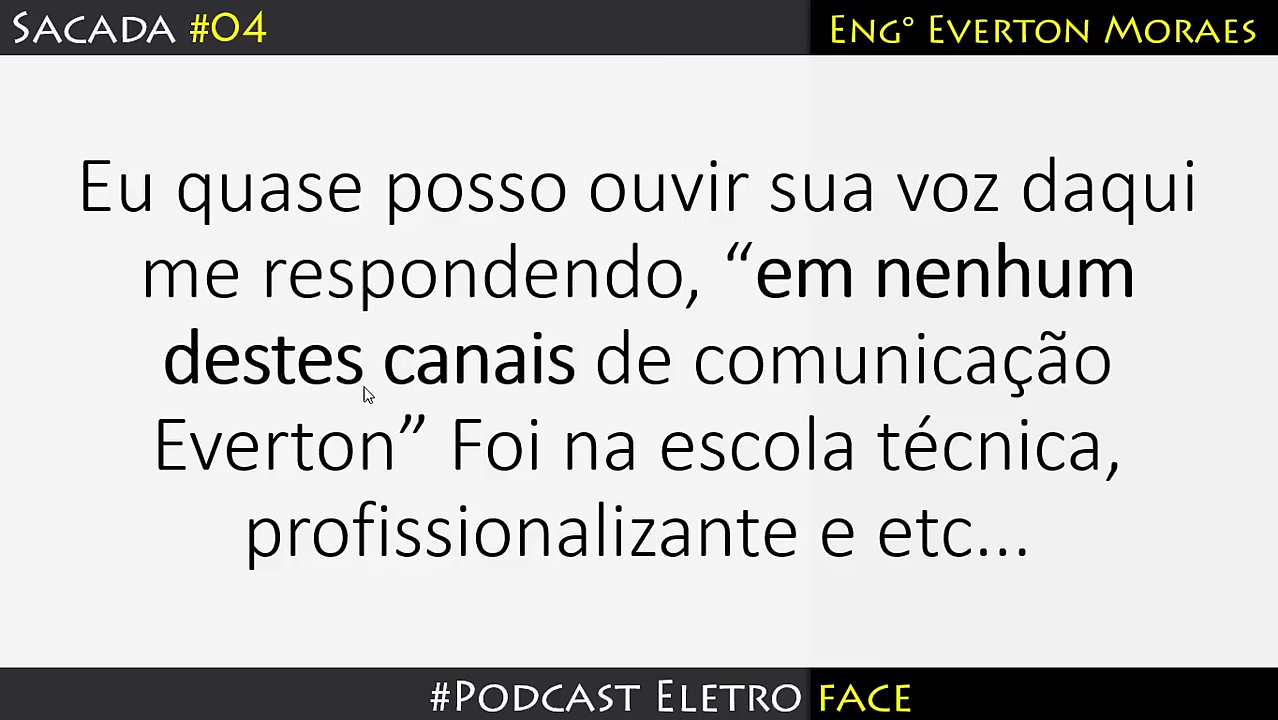 Sacada #04
Eng° Everton Moraes
Eu quase posso ouvir sua voz daqui
me respondendo, “em nenhum
destes canais de comunicação
Everton” Foi na escola técnica,
profissionalizante e etc...
#Podcast Eletro face